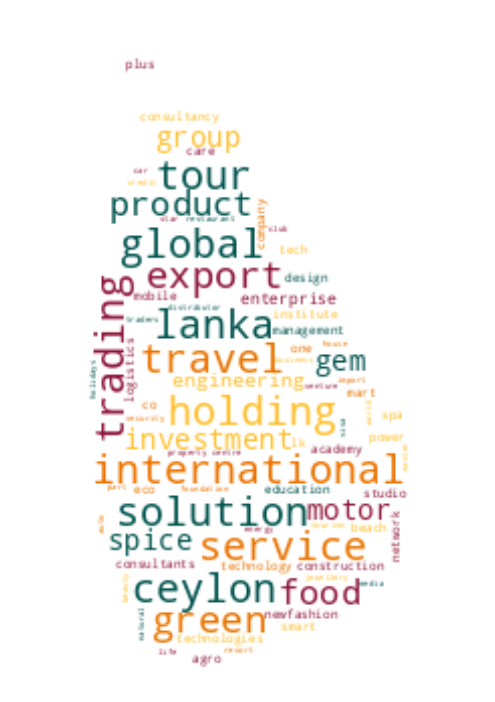 plus
consultancy
group
care
car
tour
credit
product
company
star restaurant
club
global
tech
export
design
trading
mobile
enterprise
distributor
institute
traders
lanka
management
logistics
one
house
travel
business
gem
holidays
engineering
venture
import
mart
co
holding
world
spa
security
investment
lk
power
property centre
academy
international
part
eco
foundation
education
studio
solution
motor
network
energy
beach
spice
service
consultants
technology
construction
jewellery
beauty
ceylon
food
media
natural
green
newfashion
smart
technologies
life
resort
agro